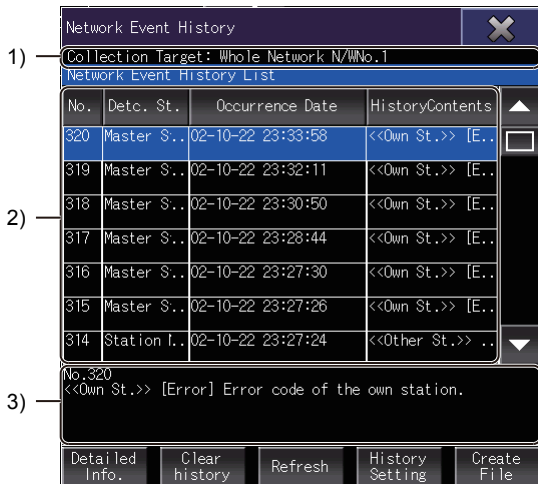 Network Event History
1)
Collection Target: Whole Network N/WNo.1
Network Event History List
No. Detc. St. Occurrence Date HistoryContents
320 Master S.. 02-10-22 23:33:58 <<Own St.>> [E..
319 Master S.. 02-10-22 23:32:11 <<Own St.>> [E..
318 Master S.. 02-10-22 23:30:50 <<Own St.>> [E..
2)
317 Master S.. 02-10-22 23:28:44 <<Own St.>> [E..
316 Master S.. 02-10-22 23:27:30 <<Own St.>> [E..
315 Master S.. 02-10-22 23:27:26 <<Own St.>> [E..
314 Station .. 02-10-22 23:27:24 <<Other St.>> ..
No.320
<<Own St.>> [Error] Error code of the own station.
3)
Detailed Info. Clear history Refresh History Setting Create File